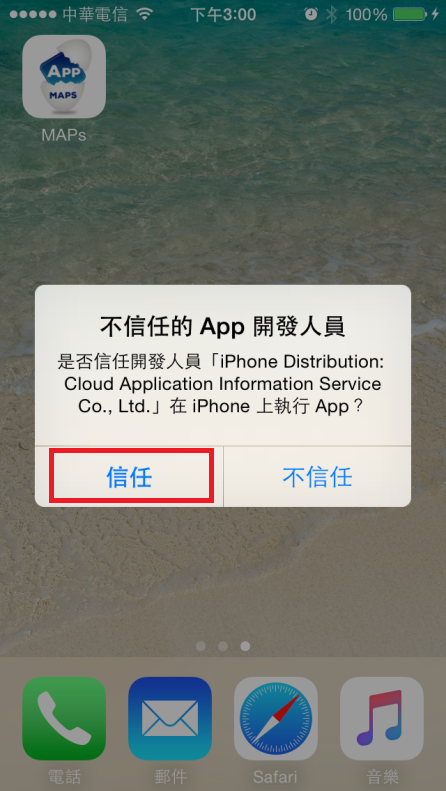 中華電信 下午3:00 100%
APP
MAPS
MAPs
不信任的 App 開發人員
是否信任開發人員「iPhone Distribution:
Cloud Application Information Service
Co., Ltd.」在 iPhone 上執行 App？
信任 不信任
電話 郵件 Safari 音樂